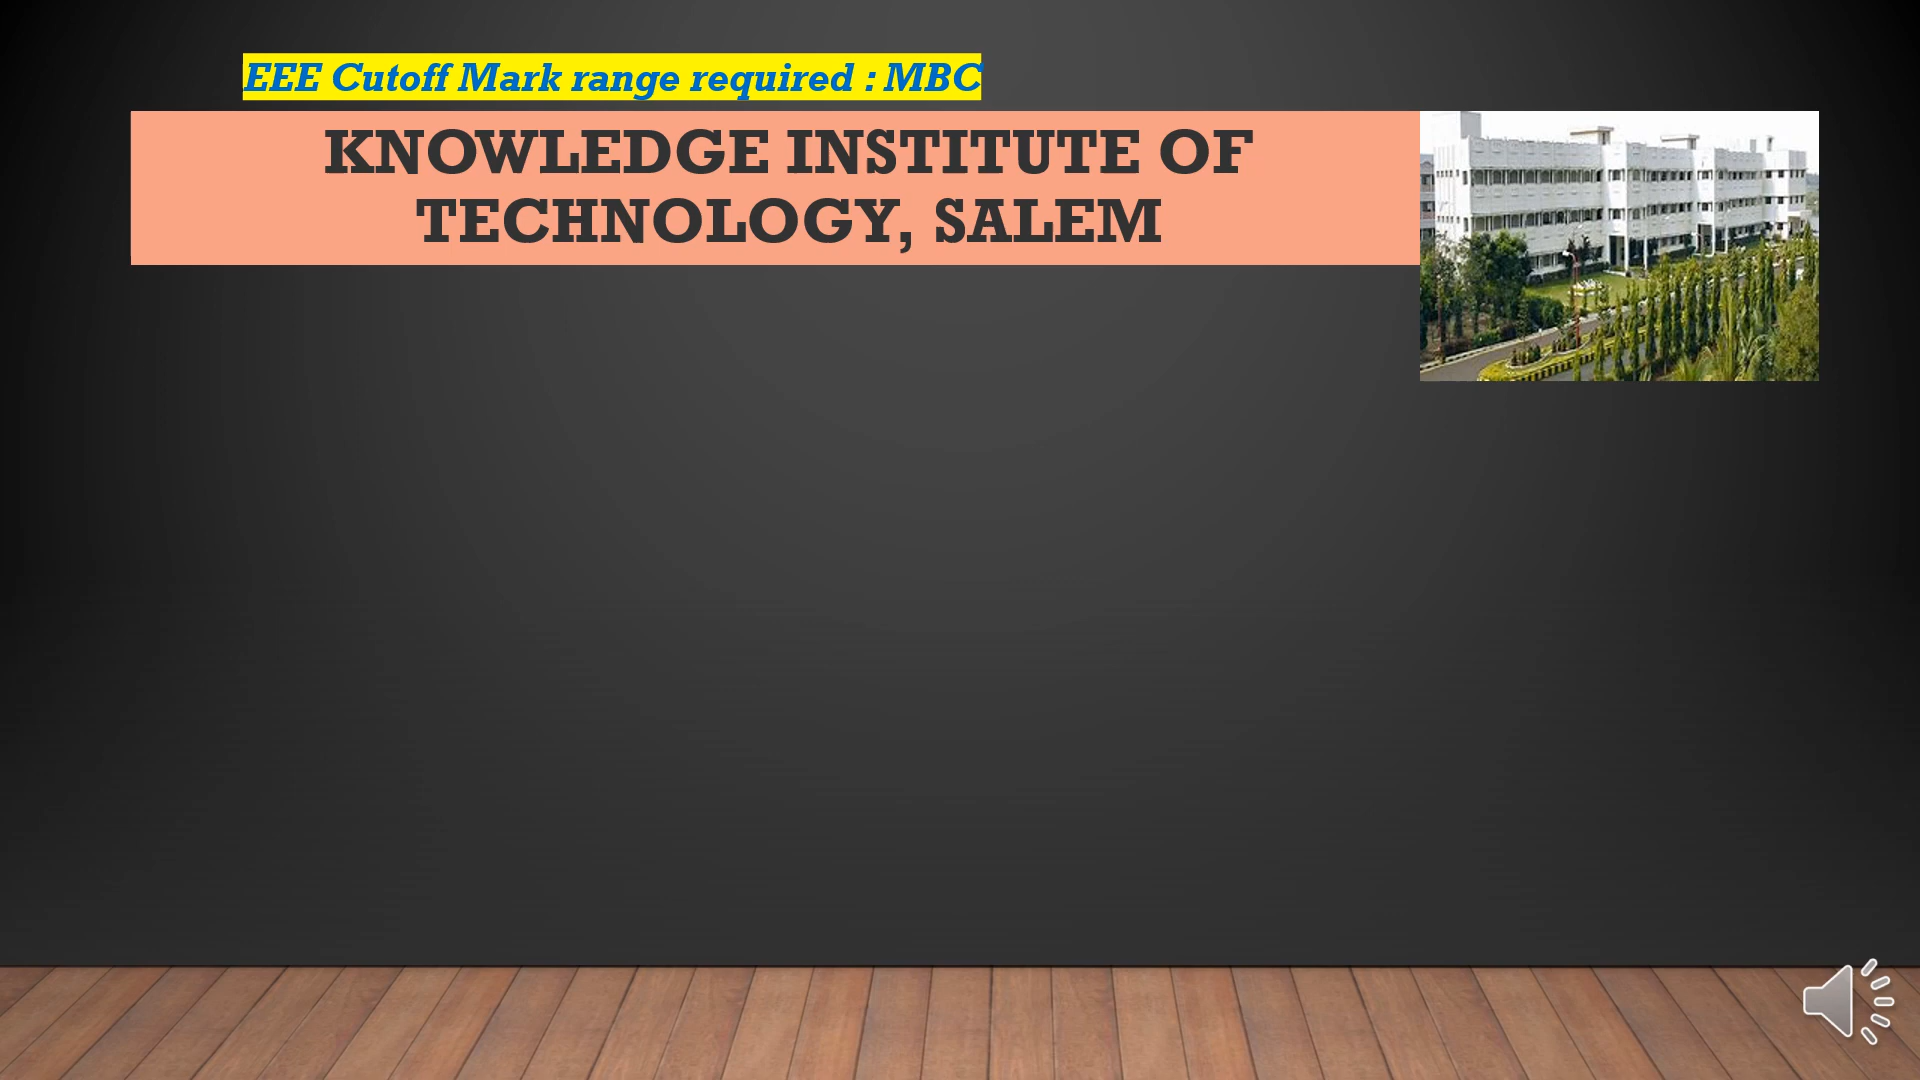 EEE Cutoff Mark range required : MBC
KNOWLEDGE INSTITUTE OF
TECHNOLOGY, SALEM